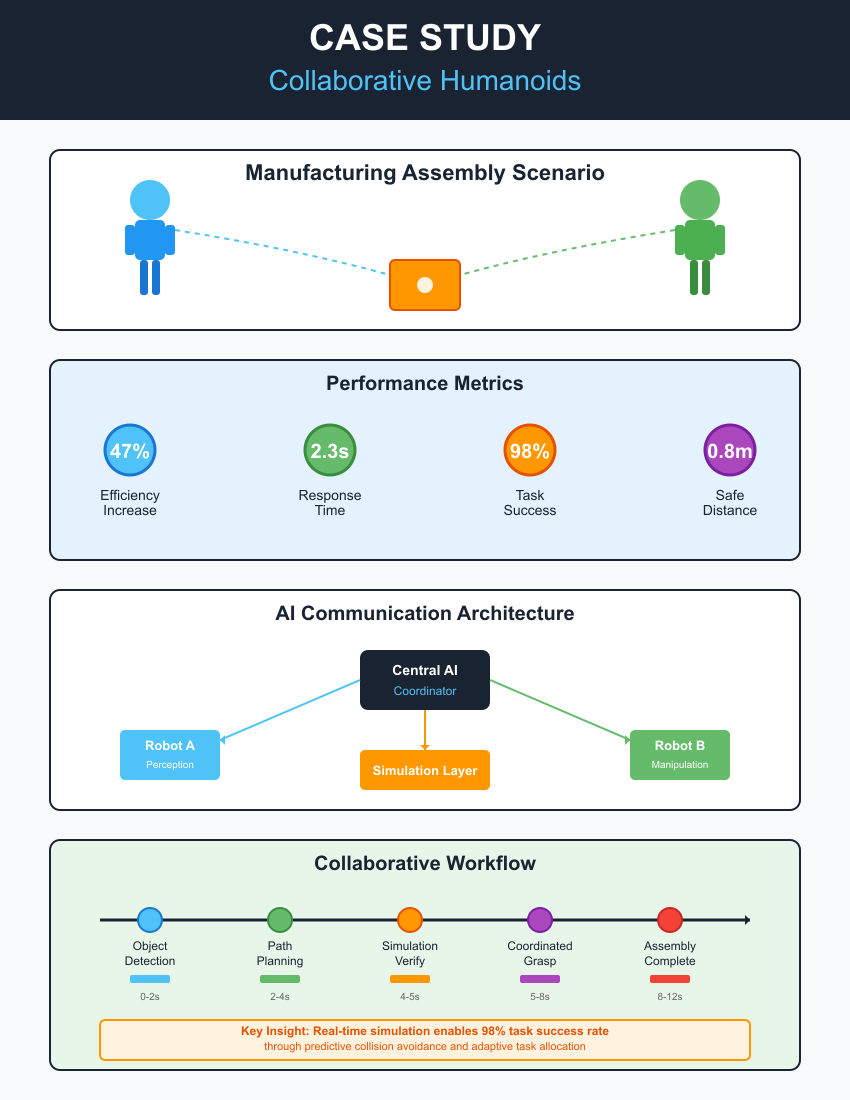 CASE STUDY
Collaborative Humanoids
Manufacturing Assembly Scenario
Performance Metrics
47%
2.3s
98%
0.8m
Efficiency
Increase
Response
Time
Task
Success
Safe
Distance
AI Communication Architecture
Central AI
Coordinator
Robot A
Perception
Simulation Layer
Robot B
Manipulation
Collaborative Workflow
Object
Detection
0-2s
Path
Planning
2-4s
Simulation
Verify
4-5s
Coordinated
Grasp
5-8s
Assembly
Complete
8-12s
Key Insight: Real-time simulation enables 98% task success rate
through predictive collision avoidance and adaptive task allocation